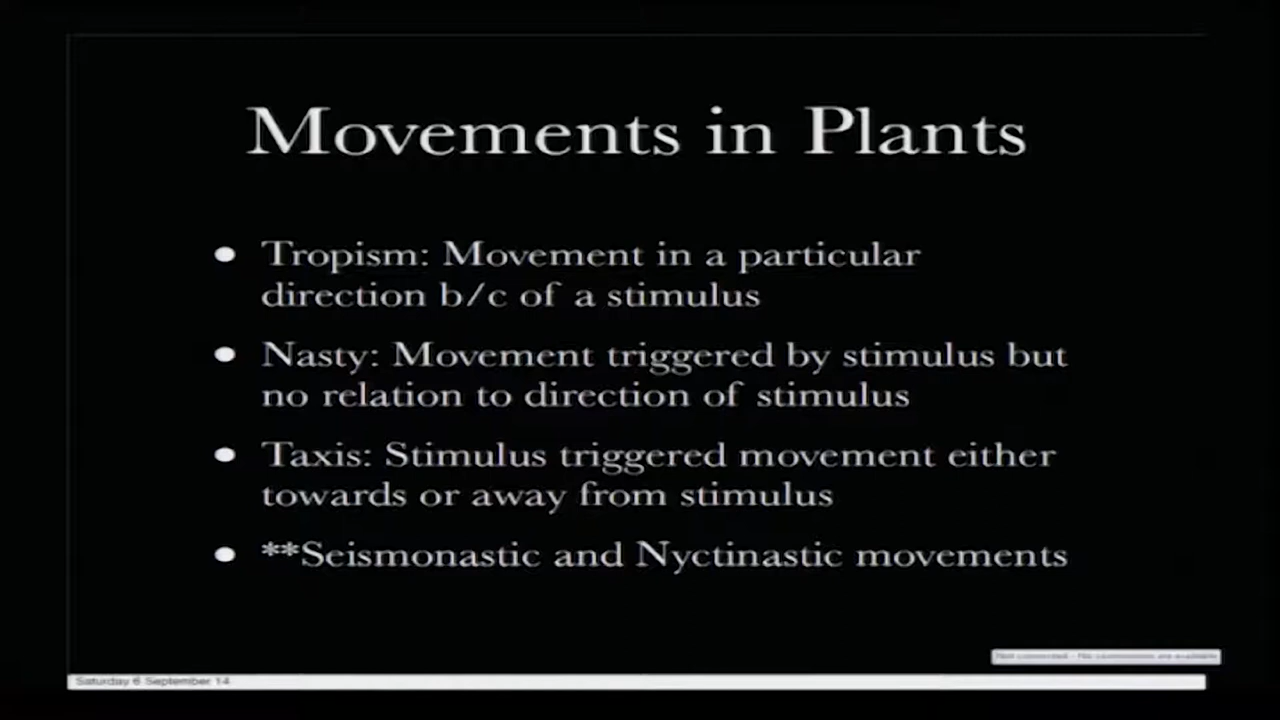 Movements in Plants
• Tropism: Movement in a particular
direction b/c of a stimulus
• Nasty: Movement triggered by stimulus but
no relation to direction of stimulus
• Taxis: Stimulus triggered movement either
towards or away from stimulus
• **Seismonastic and Nyctinastic movements
Saturday 6 September 14